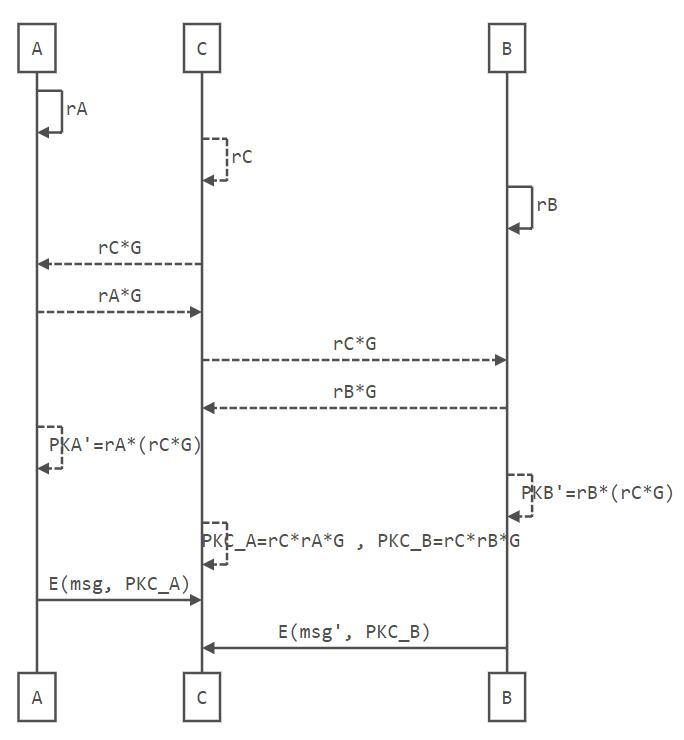 A C B
rA
rC
rB
rC*G
rA*G
rC*G
rB*G
PKA'=rA*(rC*G)
PKB'=rB*(rC*G)
PKC_A=rC*rA*G , PKC_B=rC*rB*G
E(msg, PKC_A)
E(msg', PKC_B)
A C B